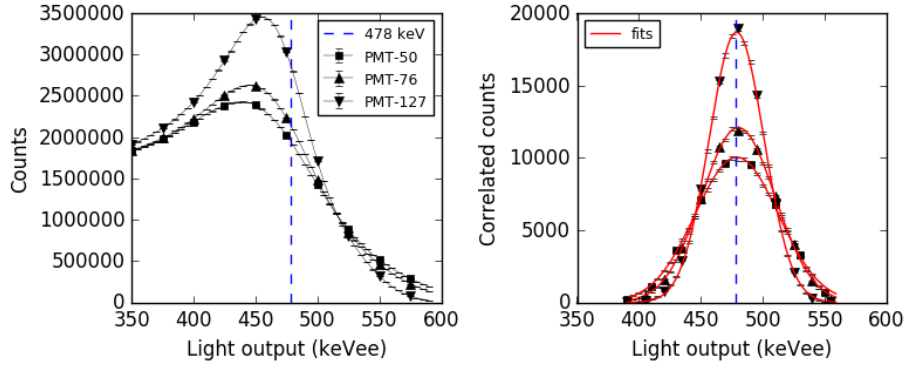 3500000
3000000
2500000
2000000
1500000
1000000
500000
0
Counts
350 400 450 500 550 600
Light output (keVee)
478 keV
PMT-50
PMT-76
PMT-127
20000
15000
10000
5000
0
Correlated counts
350 400 450 500 550 600
Light output (keVee)
fits